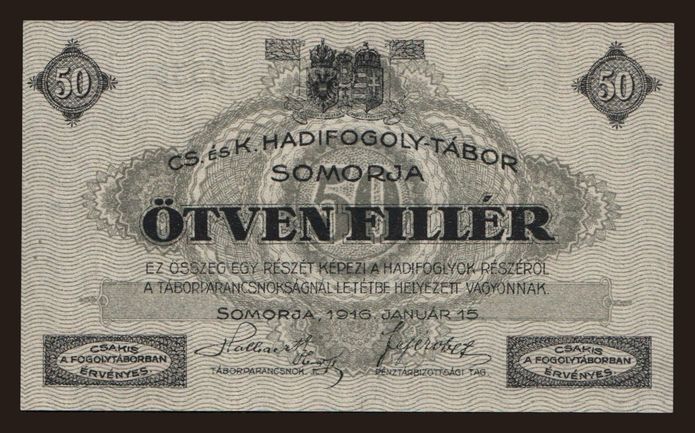 50 50
CS. és K. HADIFOGOLY-TÁBOR
SOMORJA
50
ÖTVEN FILLÉR
EZ ÖSSZEG EGY RÉSZÉT KÉPEZI A HADIFOGLYOK RÉSZÉRŐL
A TÁBORPARANCSNOKSÁGNÁL LETÉTBE HELYEZETT VAGYONNAK.
SOMORJA, 1916. JANUÁR 15.
CSAKIS
A FOGOLYTÁBORBAN
ÉRVÉNYES.
TÁBORPARANCSNOK.
PÉNZTÁRBIZOTTSÁGI TAG.
CSAKIS
A FOGOLYTÁBORBAN
ÉRVÉNYES.